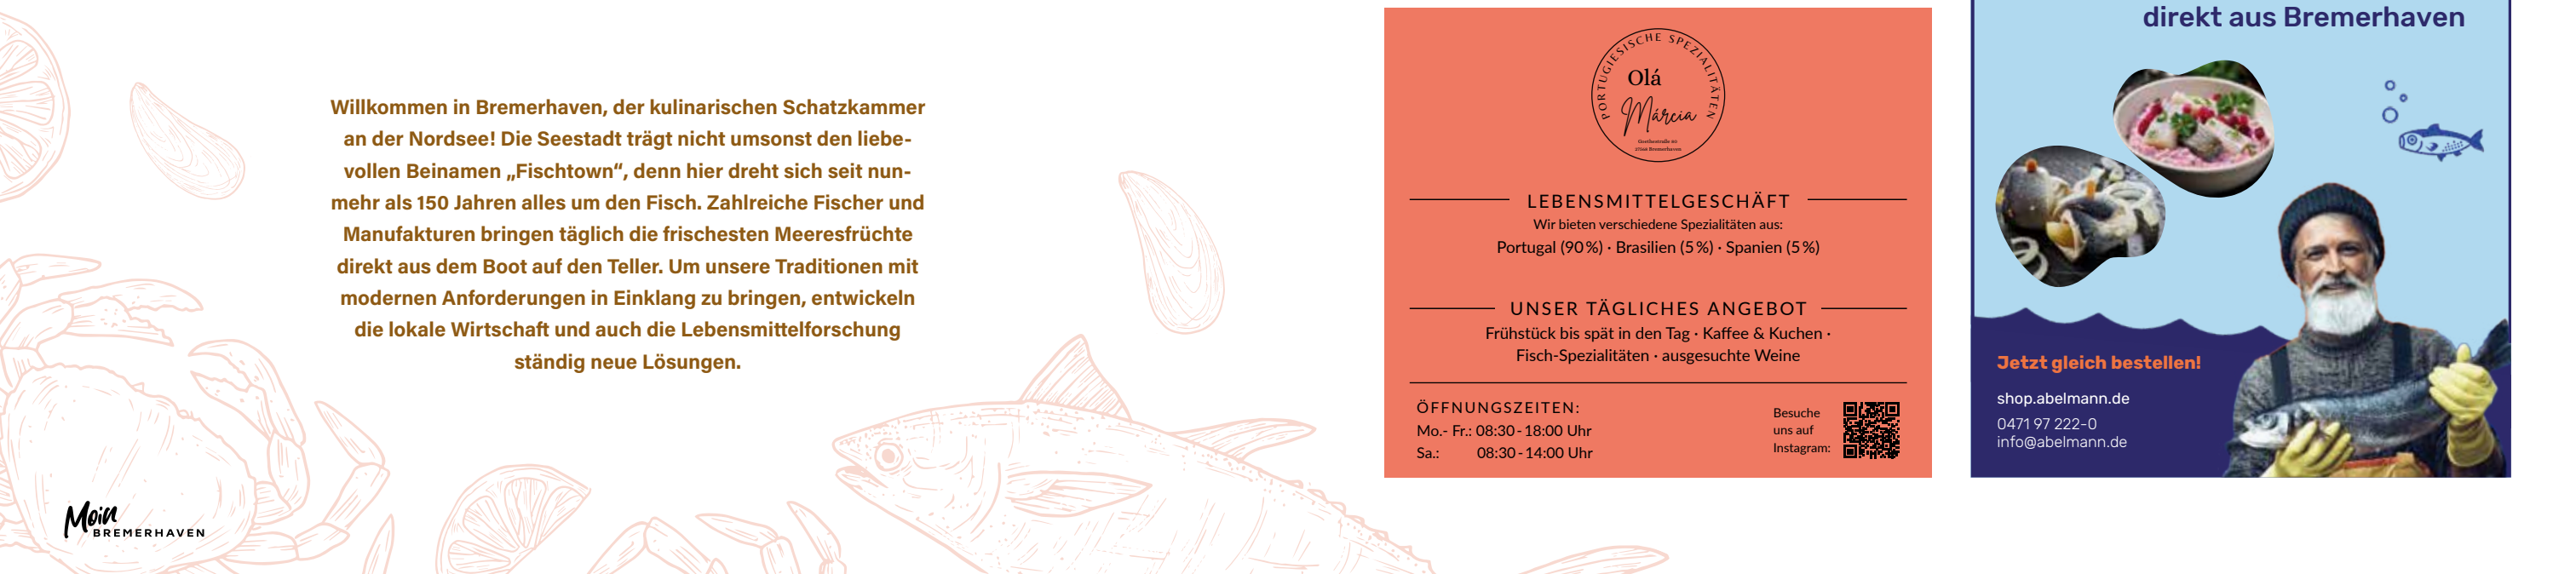 Willkommen in Bremerhaven, der kulinarischen Schatzkammer
an der Nordsee! Die Seestadt trägt nicht umsonst den liebe-
vollen Beinamen „Fischtown“, denn hier dreht sich seit nun-
mehr als 150 Jahren alles um den Fisch. Zahlreiche Fischer und
Manufakturen bringen täglich die frischesten Meeresfrüchte
direkt aus dem Boot auf den Teller. Um unsere Traditionen mit
modernen Anforderungen in Einklang zu bringen, entwickeln
die lokale Wirtschaft und auch die Lebensmittelforschung
ständig neue Lösungen.
Moin
BREMERHAVEN
PORTUGIESISCHE SPEZIALITÄTEN
Olá
Márcia
Goethestraße 60
27568 Bremerhaven
LEBENSMITTELGESCHÄFT
Wir bieten verschiedene Spezialitäten aus:
Portugal (90 %) · Brasilien (5 %) · Spanien (5 %)
UNSER TÄGLICHES ANGEBOT
Frühstück bis spät in den Tag · Kaffee & Kuchen ·
Fisch-Spezialitäten · ausgesuchte Weine
ÖFFNUNGSZEITEN:
Mo.- Fr.: 08:30 - 18:00 Uhr
Sa.: 08:30 - 14:00 Uhr
Besuche
uns auf
Instagram:
direkt aus Bremerhaven
Jetzt gleich bestellen!
shop.abelmann.de
0471 97 222-0
info@abelmann.de